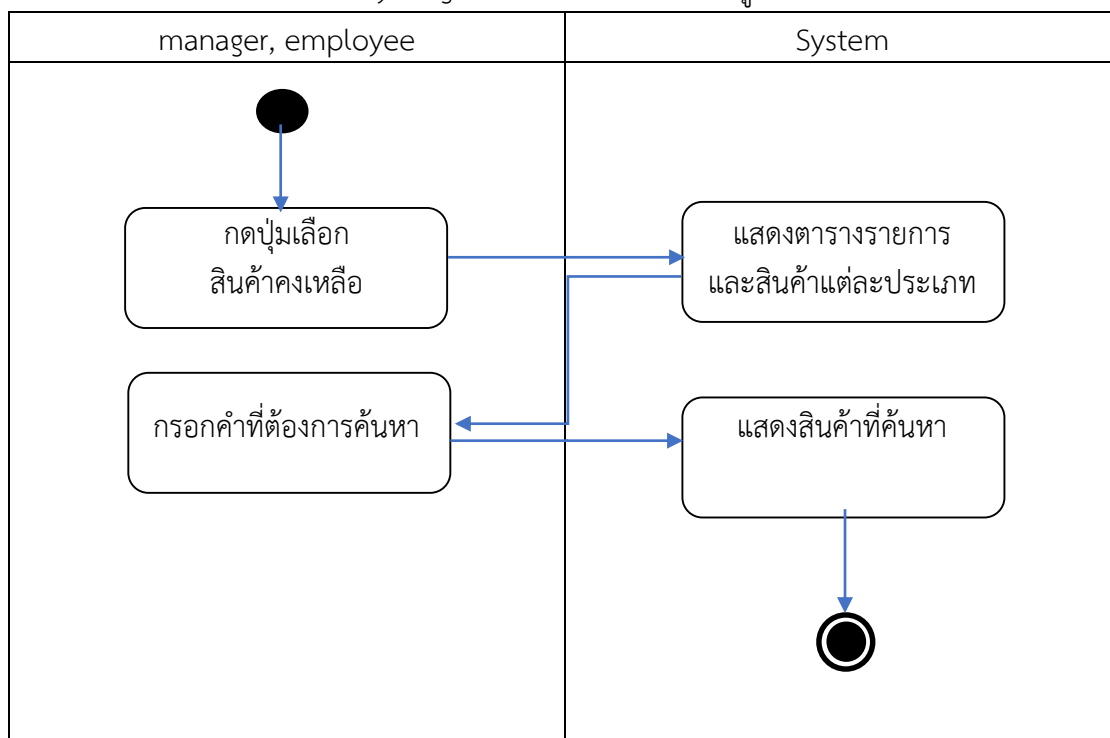 manager, employee
System
กดปุ่มเลือก
สินค้าคงเหลือ
แสดงตารางรายการ
และสินค้าแต่ละประเภท
กรอกคำที่ต้องการค้นหา
แสดงสินค้าที่ค้นหา